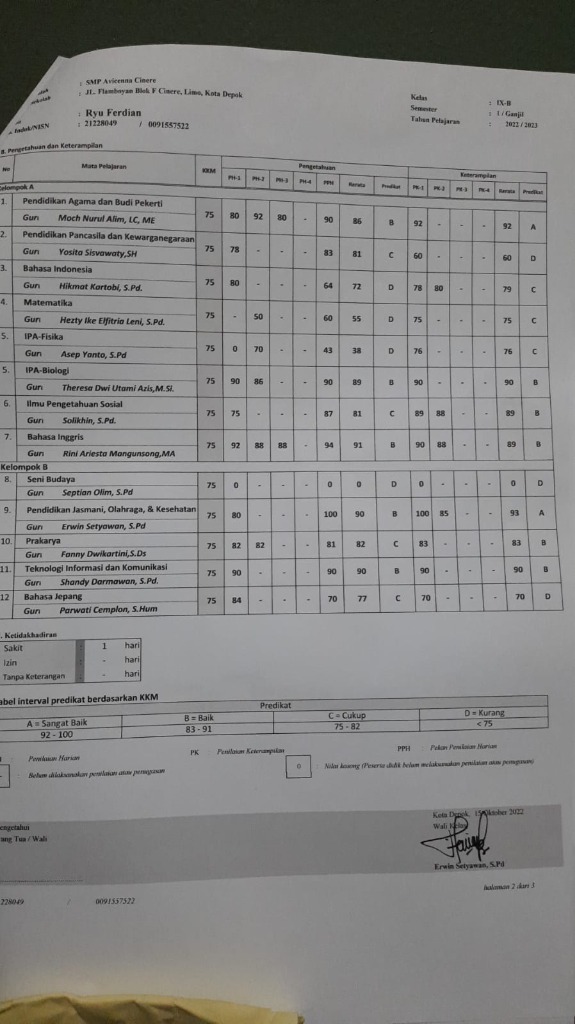 : SMP Avicenna Cinere
: JL. Flamboyan Blok F Cinere, Limo, Kota Depok
sekolah
: Ryu Ferdian
Induk/NISN : 21228049 / 0091557522
Kelas : IX-B
Semester : 1 / Ganjil
Tahun Pelajaran : 2022 / 2023
B. Pengetahuan dan Keterampilan
No Mata Pelajaran KKM Pengetahuan Keterampilan
PH-1 PH-2 PH-3 PH-4 PPH Rerata Predikat PK-1 PK-2 PK-3 PK-4 Rerata Predikat
Kelompok A
1. Pendidikan Agama dan Budi Pekerti
Guru Moch Nurul Alim, LC, ME 75 80 92 80 - 90 86 B 92 - - - 92 A
2. Pendidikan Pancasila dan Kewarganegaraan
Guru Yosita Sisvawaty,SH 75 78 - - - 83 81 C 60 - - - 60 D
3. Bahasa Indonesia
Guru Hikmat Kartobi, S.Pd. 75 80 - - - 64 72 D 78 80 - - 79 C
4. Matematika
Guru Hezty Ike Elfitria Leni, S.Pd. 75 - 50 - - 60 55 D 75 - - - 75 C
5. IPA-Fisika
Guru Asep Yanto, S.Pd 75 0 70 - - 43 38 D 76 - - - 76 C
5. IPA-Biologi
Guru Theresa Dwi Utami Azis,M.Si. 75 90 86 - - 90 89 B 90 - - - 90 B
6. Ilmu Pengetahuan Sosial
Guru Solikhin, S.Pd. 75 75 - - - 87 81 C 89 88 - - 89 B
7. Bahasa Inggris
Guru Rini Ariesta Mangunsong,MA 75 92 88 88 - 94 91 B 90 88 - - 89 B
Kelompok B
8. Seni Budaya
Guru Septian Olim, S.Pd 75 0 - - - 0 0 D 0 - - - 0 D
9. Pendidikan Jasmani, Olahraga, & Kesehatan
Guru Erwin Setyawan, S.Pd 75 80 - - - 100 90 B 100 85 - - 93 A
10. Prakarya
Guru Fanny Dwikartini,S.Ds 75 82 82 - - 81 82 C 83 - - - 83 B
11. Teknologi Informasi dan Komunikasi
Guru Shandy Darmawan, S.Pd. 75 90 - - - 90 90 B 90 - - - 90 B
12 Bahasa Jepang
Guru Parwati Cemplon, S.Hum 75 84 - - - 70 77 C 70 - - - 70 D
. Ketidakhadiran
Sakit : 1 hari
Izin : - hari
Tanpa Keterangan : - hari
abel interval predikat berdasarkan KKM
Predikat
A = Sangat Baik B = Baik C = Cukup D = Kurang
92 - 100 83 - 91 75 - 82 < 75
: Penilaian Harian PK : Penilaian Keterampilan PPH : Pekan Penilaian Harian
- : Belum dilaksanakan penilaian atau penugasan 0 : Nilai kosong (Peserta didik belum melaksanakan penilaian atau penugasan)
engetahui
ang Tua / Wali
Kota Depok, 15 Oktober 2022
Wali Kelas
Erwin Setyawan, S.Pd
halaman 2 dari 3
228049 / 0091557522